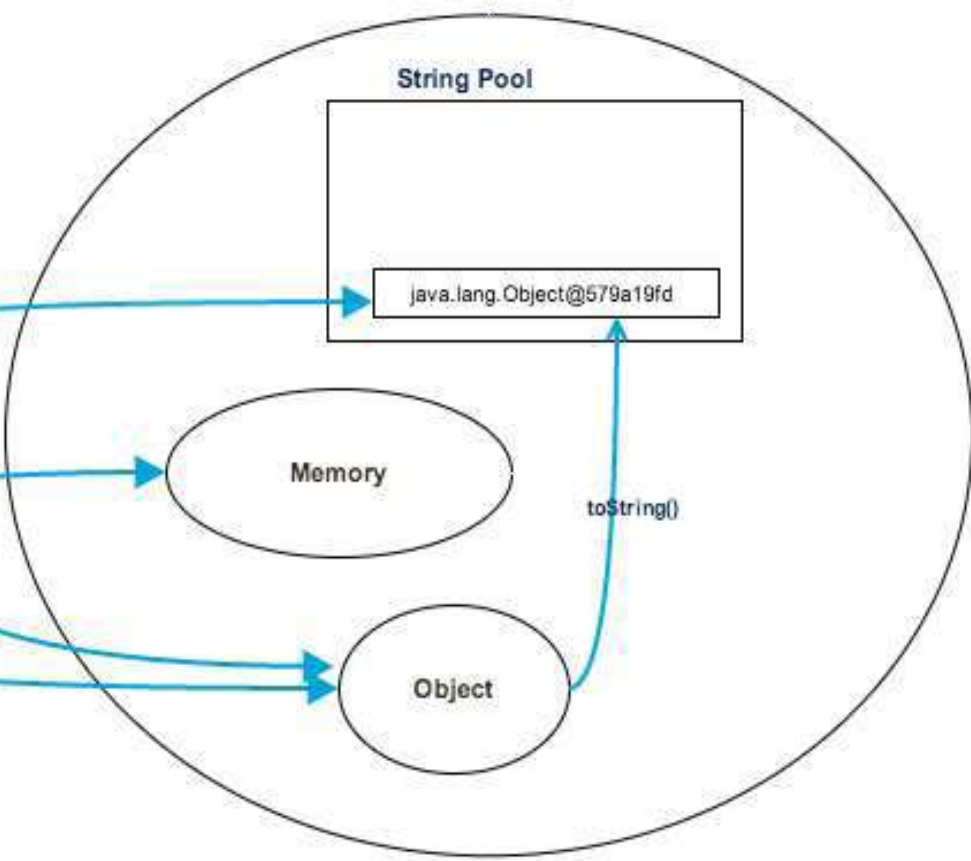 String Pool
java.lang.Object@579a19fd
Memory
toString()
Object